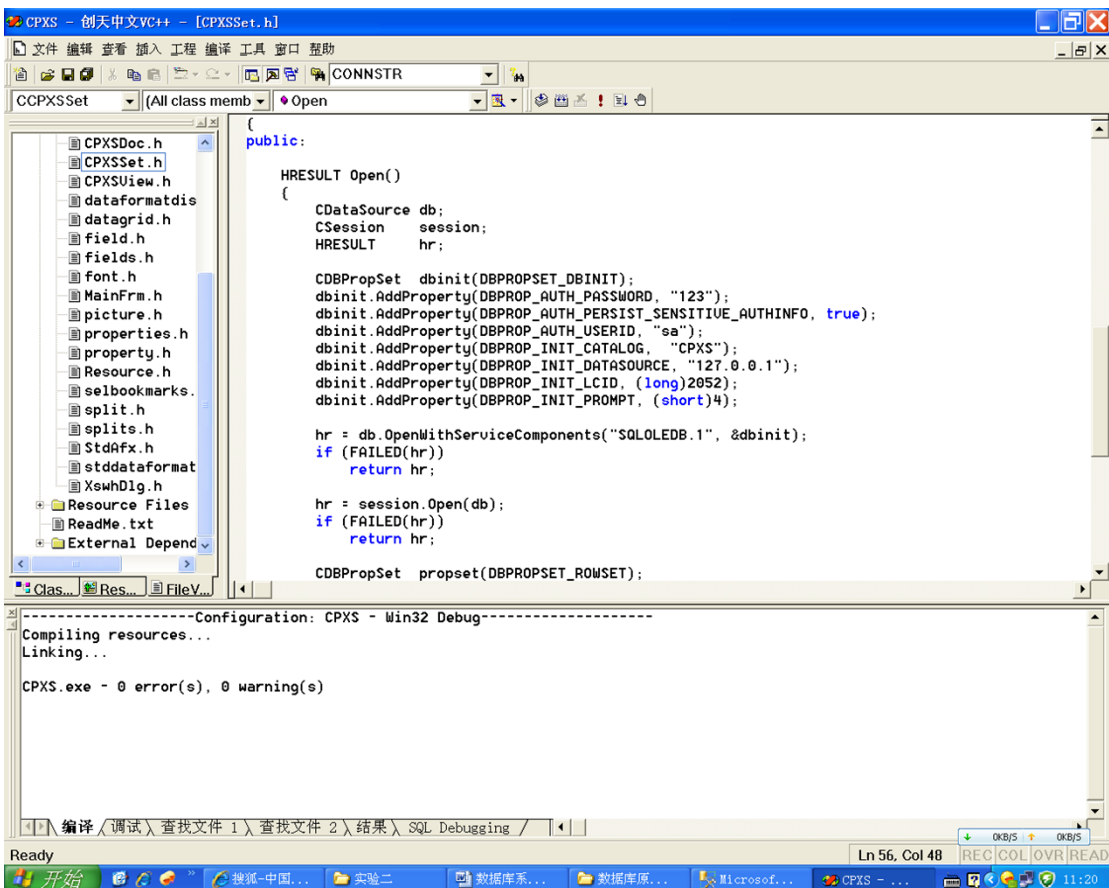 CPXS - 创天中文VC++ - [CPXSSet.h]
文件 编辑 查看 插入 工程 编译 工具 窗口 帮助
CONNSTR
CCPXSSet (All class memb Open
CPXSDoc.h
CPXSSet.h
CPXSView.h
dataformatdis
datagrid.h
field.h
fields.h
font.h
MainFrm.h
picture.h
properties.h
property.h
Resource.h
selbookmarks.
split.h
splits.h
StdAfx.h
stddataformat
XswhDlg.h
Resource Files
ReadMe.txt
External Depend
Clas... Res... FileV...
{
public:
HRESULT Open()
{
CDataSource db;
CSession session;
HRESULT hr;
CDBPropSet dbinit(DBPROPSET_DBINIT);
dbinit.AddProperty(DBPROP_AUTH_PASSWORD, "123");
dbinit.AddProperty(DBPROP_AUTH_PERSIST_SENSITIVE_AUTHINFO, true);
dbinit.AddProperty(DBPROP_AUTH_USERID, "sa");
dbinit.AddProperty(DBPROP_INIT_CATALOG, "CPXS");
dbinit.AddProperty(DBPROP_INIT_DATASOURCE, "127.0.0.1");
dbinit.AddProperty(DBPROP_INIT_LCID, (long)2052);
dbinit.AddProperty(DBPROP_INIT_PROMPT, (short)4);
hr = db.OpenWithServiceComponents("SQLOLEDB.1", &dbinit);
if (FAILED(hr))
return hr;
hr = session.Open(db);
if (FAILED(hr))
return hr;
CDBPropSet propset(DBPROPSET_ROWSET);
--------------------Configuration: CPXS - Win32 Debug--------------------
Compiling resources...
Linking...
CPXS.exe - 0 error(s), 0 warning(s)
编译 调试 查找文件 1 查找文件 2 结果 SQL Debugging
0KB/S 0KB/S
Ready Ln 56, Col 48 REC COL OVR READ
开始 搜狐-中国... 实验二 数据库系... 数据库原... Microsof... CPXS - ... 11:20